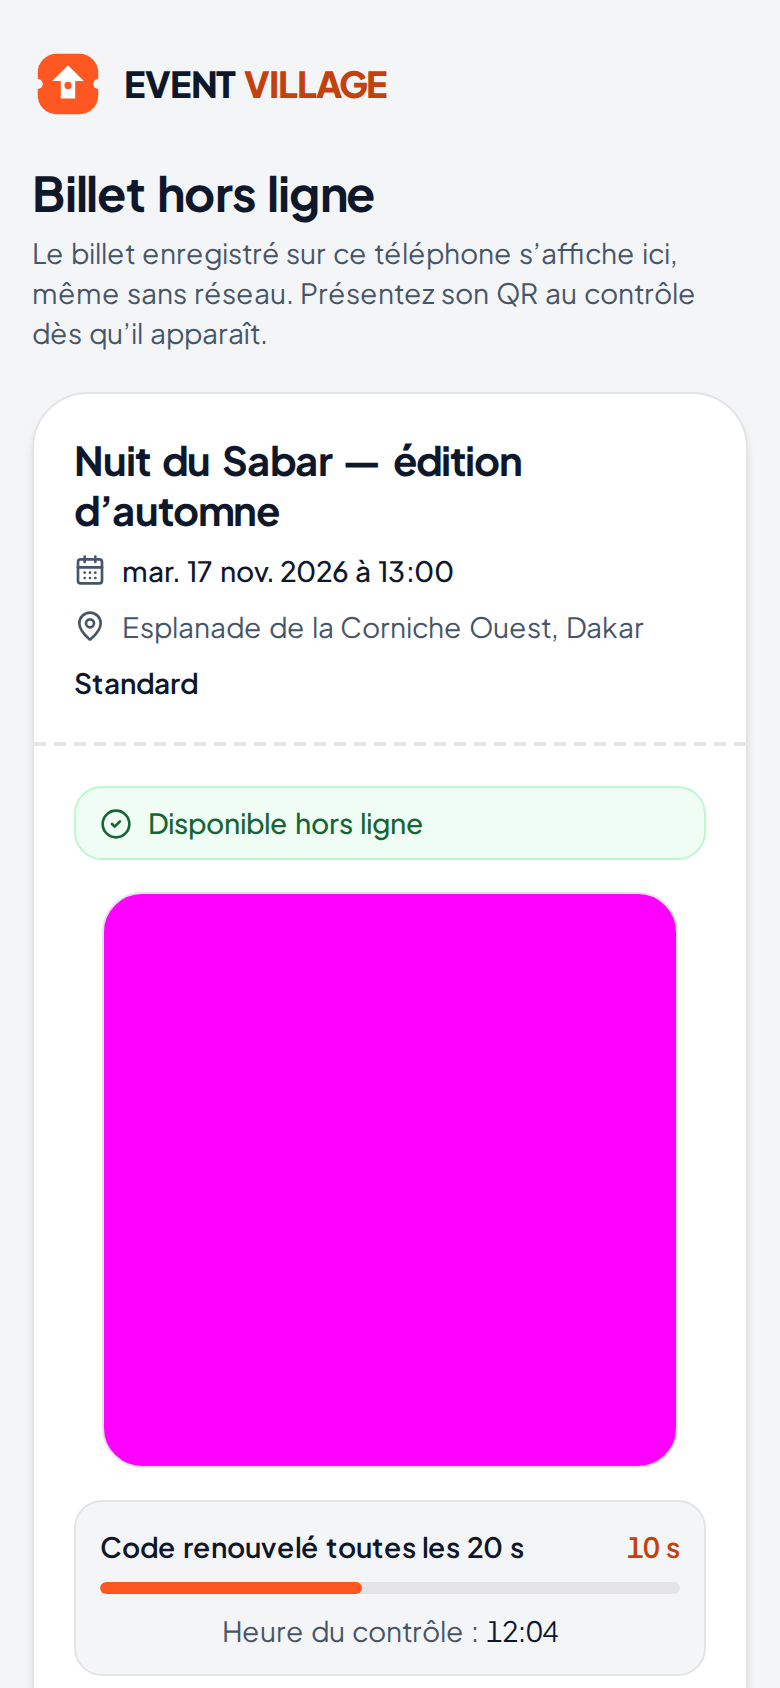 EVENT VILLAGE
Billet hors ligne
Le billet enregistré sur ce téléphone s’affiche ici,
même sans réseau. Présentez son QR au contrôle
dès qu’il apparaît.
Nuit du Sabar — édition
d’automne
mar. 17 nov. 2026 à 13:00
Esplanade de la Corniche Ouest, Dakar
Standard
Disponible hors ligne
Code renouvelé toutes les 20 s 10 s
Heure du contrôle : 12:04